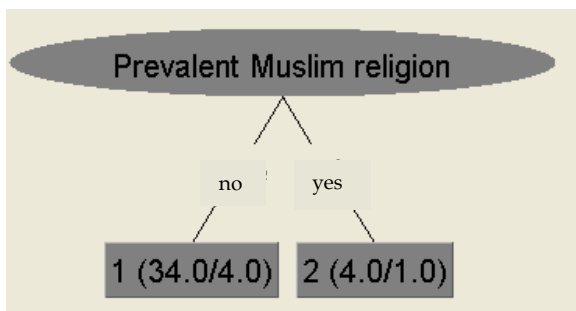 Prevalent Muslim religion
no yes
1 (34.0/4.0) 2 (4.0/1.0)